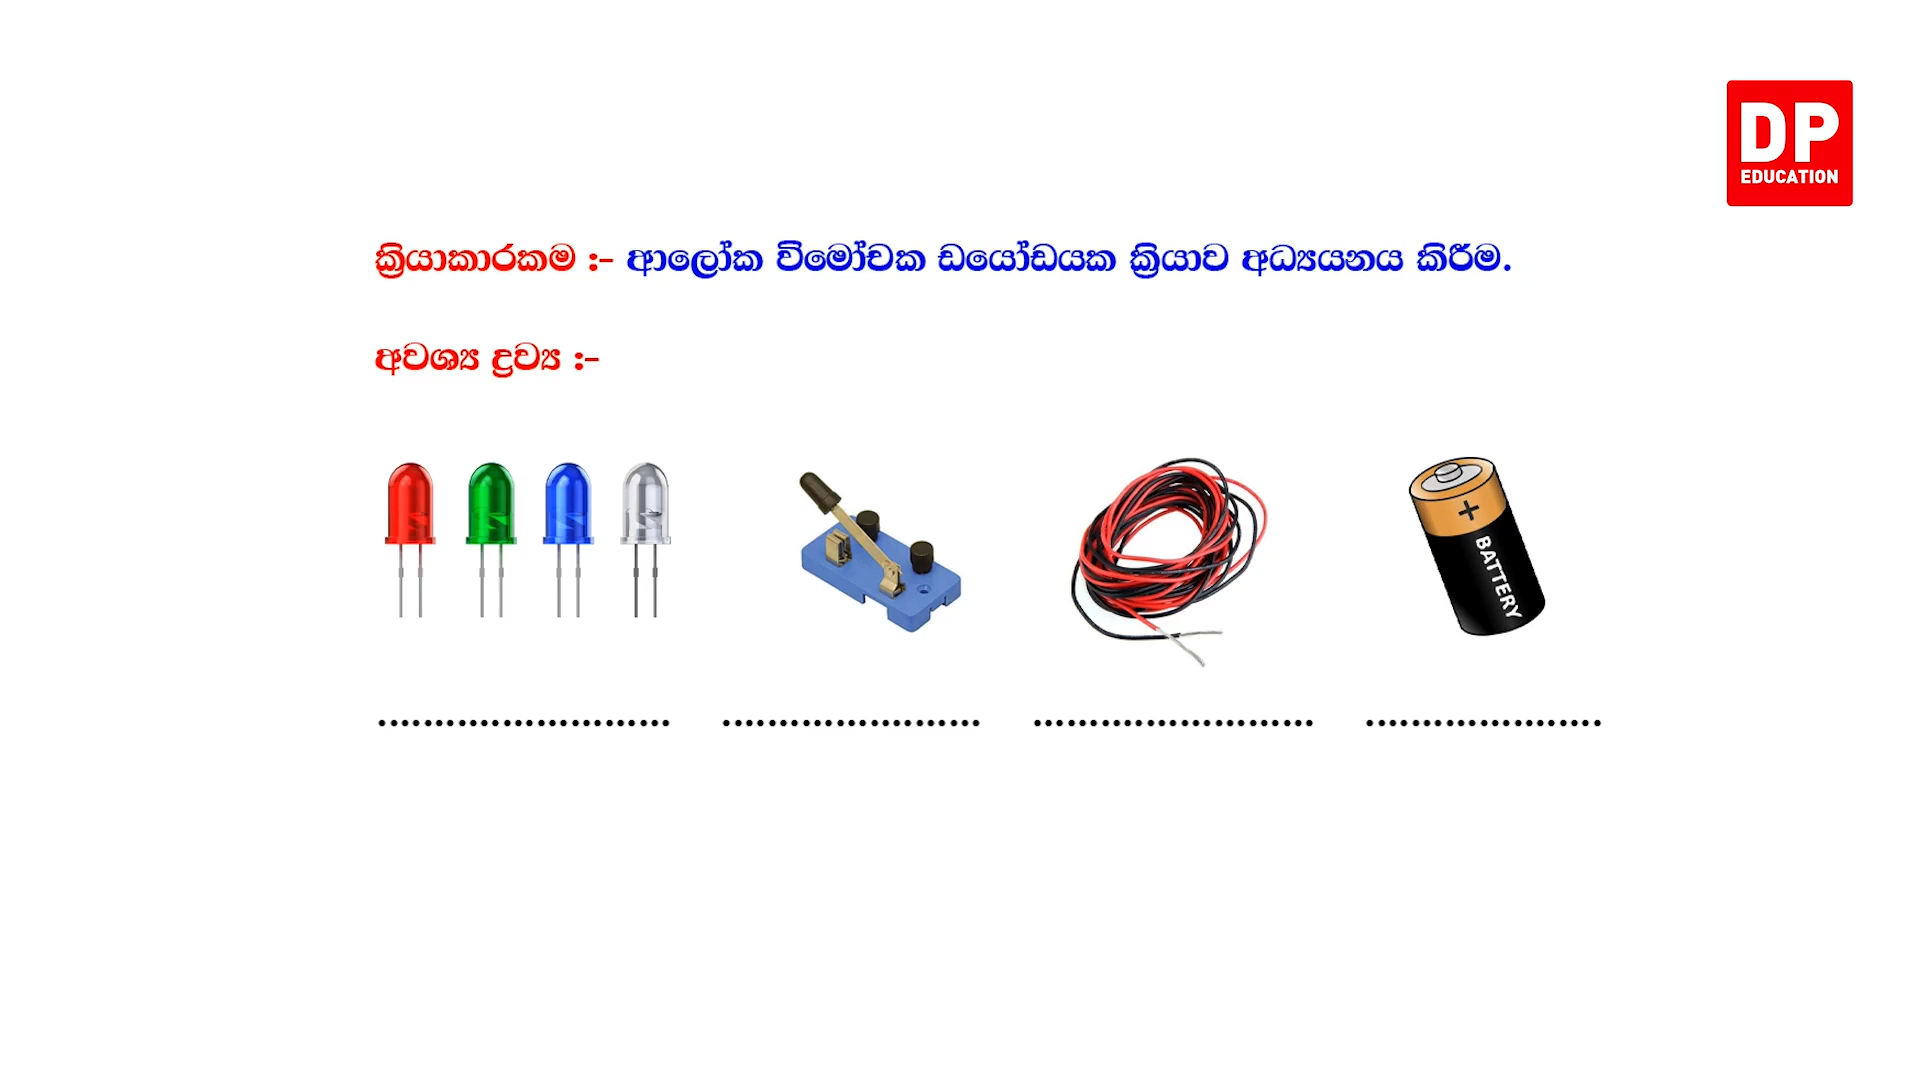 DP
EDUCATION
ක්‍රියාකාරකම :- ආලෝක විමෝචක ඩයෝඩයක ක්‍රියාව අධ්‍යයනය කිරීම.
අවශ්‍ය ද්‍රව්‍ය :-
+
BATTERY
.......................... ....................... ......................... .....................